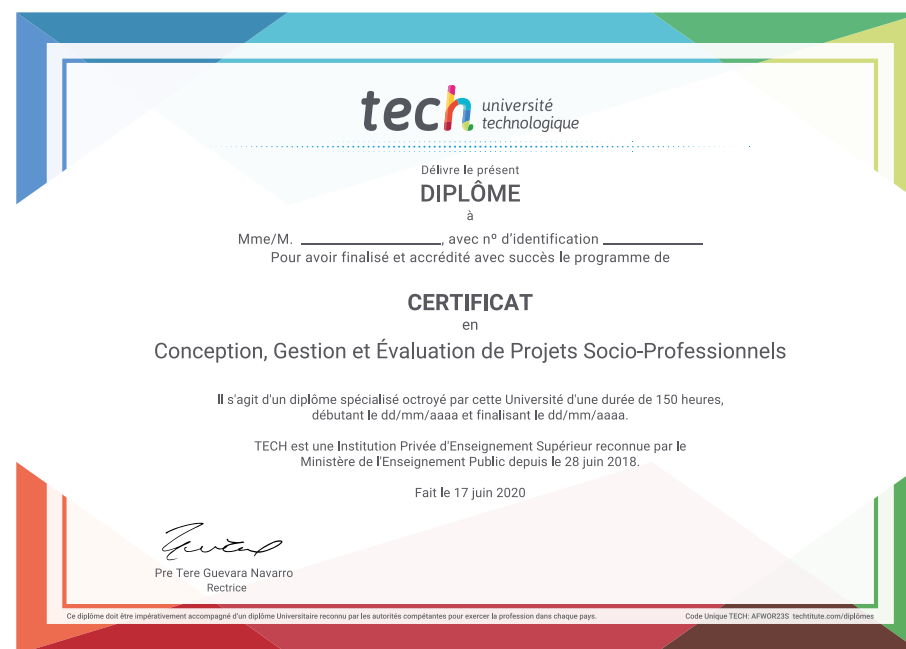 tech université
technologique
Délivre le présent
DIPLÔME
à
Mme/M. ____________________, avec nº d'identification ______________
Pour avoir finalisé et accrédité avec succès le programme de
CERTIFICAT
en
Conception, Gestion et Évaluation de Projets Socio-Professionnels
Il s'agit d'un diplôme spécialisé octroyé par cette Université d'une durée de 150 heures,
débutant le dd/mm/aaaa et finalisant le dd/mm/aaaa.
TECH est une Institution Privée d'Enseignement Supérieur reconnue par le
Ministère de l'Enseignement Public depuis le 28 juin 2018.
Fait le 17 juin 2020
Pre Tere Guevara Navarro
Rectrice
Ce diplôme doit être impérativement accompagné d'un diplôme Universitaire reconnu par les autorités compétentes pour exercer la profession dans chaque pays.
Code Unique TECH: AFWOR23S techtitute.com/diplômes